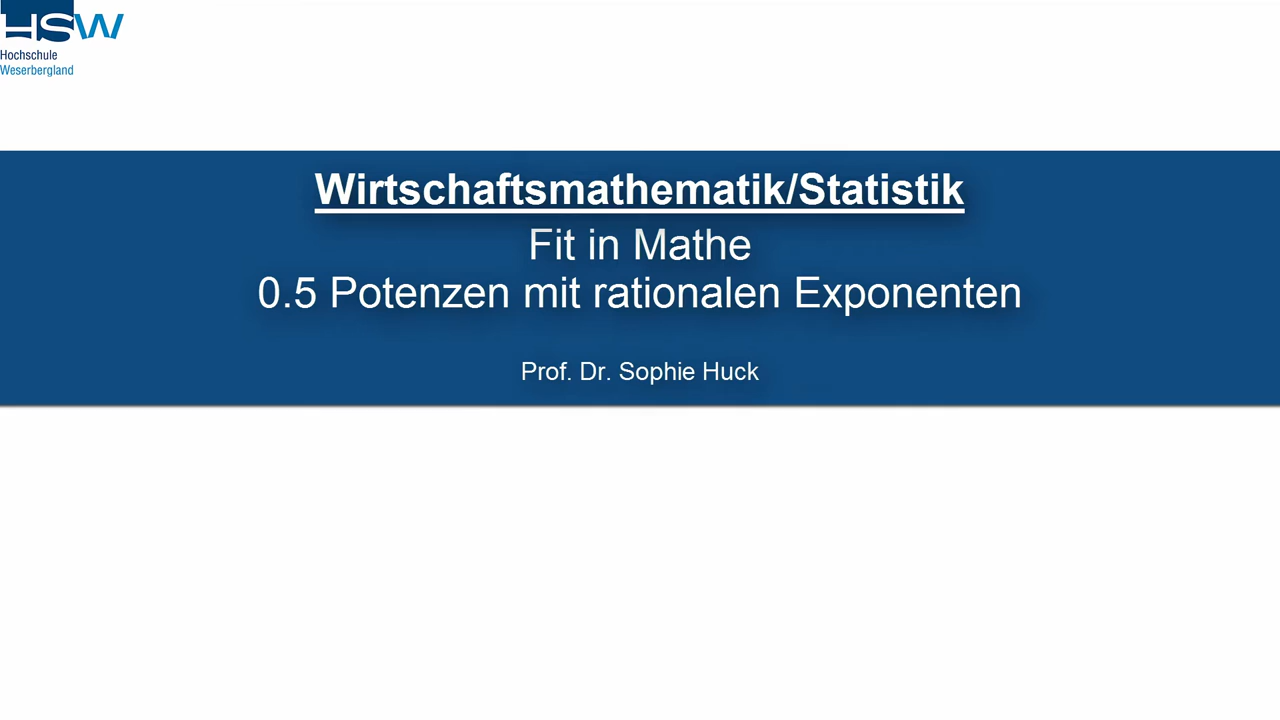 HSW
Hochschule
Weserbergland
Wirtschaftsmathematik/Statistik
Fit in Mathe
0.5 Potenzen mit rationalen Exponenten
Prof. Dr. Sophie Huck